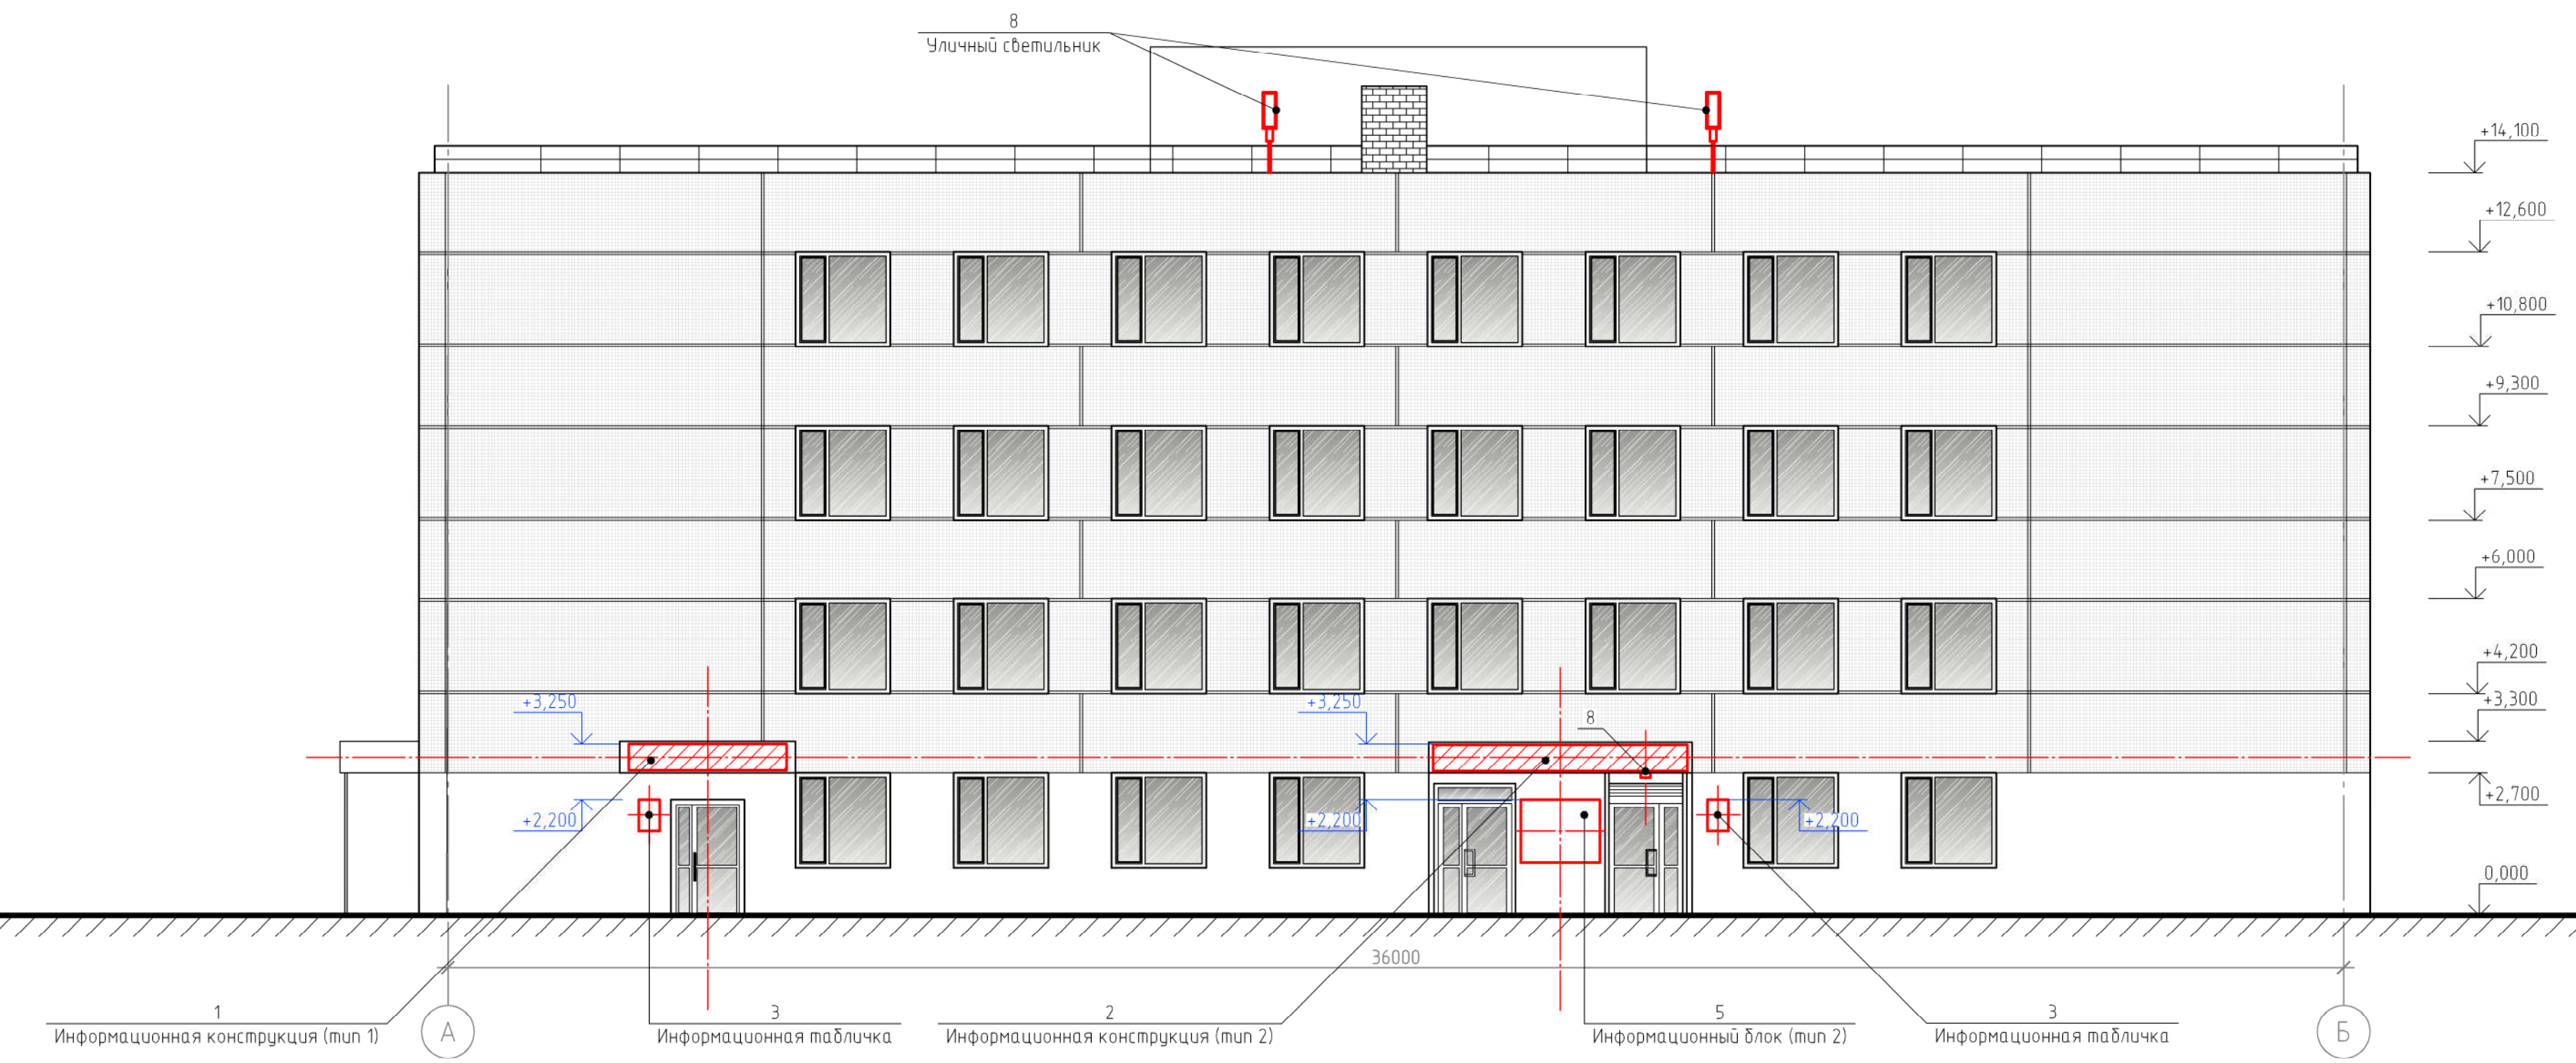 8
Уличный светильник
+14,100
+12,600
+10,800
+9,300
+7,500
+6,000
+4,200
+3,250
+3,250
+3,300
8
+2,700
+2,200
+2,200
+2,200
0,000
36000
1
Информационная конструкция (тип 1)
А
3
Информационная табличка
2
Информационная конструкция (тип 2)
5
Информационный блок (тип 2)
3
Информационная табличка
Б